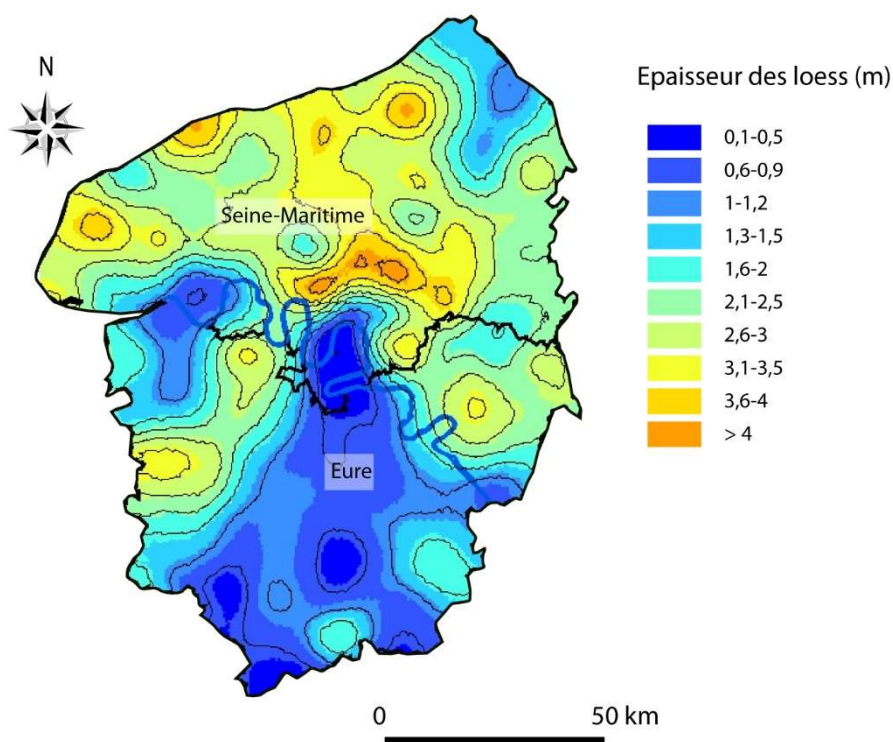 N
Epaisseur des loess (m)
0,1-0,5
0,6-0,9
1-1,2
1,3-1,5
1,6-2
2,1-2,5
2,6-3
3,1-3,5
3,6-4
> 4
Seine-Maritime
Eure
0 50 km